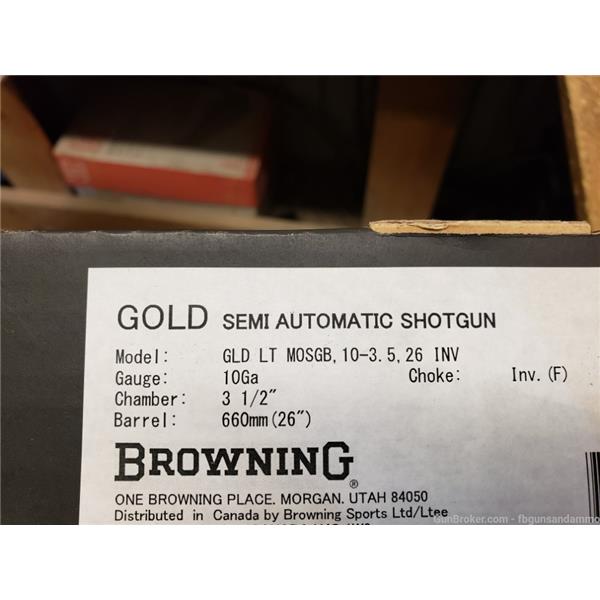 GOLD SEMI AUTOMATIC SHOTGUN
Model: GLD LT MOSGB, 10-3.5, 26 INV
Gauge: 10Ga Choke: Inv. (F)
Chamber: 3 1/2"
Barrel: 660mm (26")
BROWNING®
ONE BROWNING PLACE. MORGAN. UTAH 84050
Distributed in Canada by Browning Sports Ltd/Ltee
GunBroker.com - fbgunsandammo